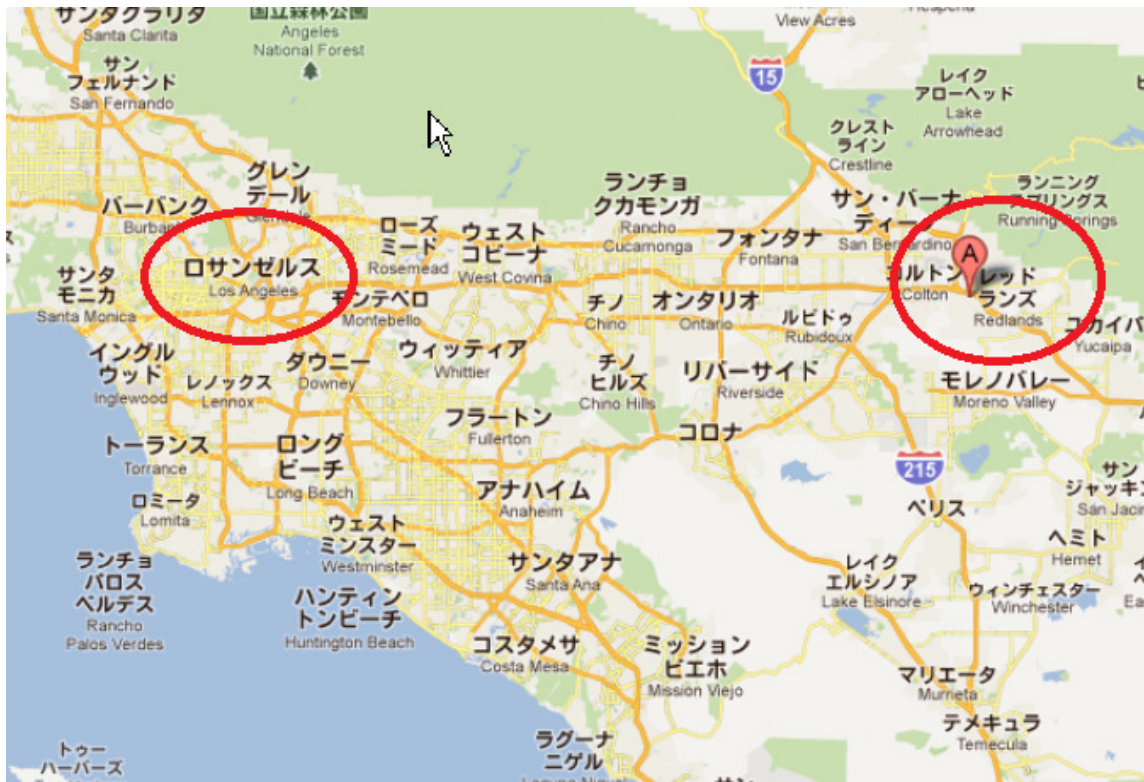 サンタクラリタ
Santa Clarita
国立森林公園
Angeles
National Forest
View Acres
サン
フェルナンド
San Fernando
15
レイク
アローヘッド
Lake
Arrowhead
クレスト
ライン
Crestline
グレン
デール
Glendale
バーバンク
Burbank
ローズ
ミード
Rosemead
ウェスト
コビーナ
West Covina
ランチョ
クカモンガ
Rancho
Cucamonga
フォンタナ
Fontana
サン・バーナ
ディーノ
San Bernardino
ランニング
スプリングス
Running Springs
サンタ
モニカ
Santa Monica
ロサンゼルス
Los Angeles
モンテベロ
Montebello
チノ
Chino
オンタリオ
Ontario
ルビドゥ
Rubidoux
コルトン
Colton
A
レッド
ランズ
Redlands
ユカイパ
Yucaipa
イングル
ウッド
Inglewood
レノックス
Lennox
ダウニー
Downey
ウィッティア
Whittier
チノ
ヒルズ
Chino Hills
リバーサイド
Riverside
モレノバレー
Moreno Valley
フラートン
Fullerton
コロナ
トーランス
Torrance
ロング
ビーチ
Long Beach
215
サン
ジャッキン
San Jacin
ロミータ
Lomita
アナハイム
Anaheim
ペリス
ヘミト
Hemet
ランチョ
パロス
ベルデス
Rancho
Palos Verdes
ウェスト
ミンスター
Westminster
サンタアナ
Santa Ana
レイク
エルシノア
Lake Elsinore
ウィンチェスター
Winchester
ハンティン
トンビーチ
Huntington Beach
コスタメサ
Costa Mesa
ミッション
ビエホ
Mission Viejo
マリエータ
Murrieta
テメキュラ
Temecula
トゥー
ハーバーズ
ラグーナ
ニゲル
サン